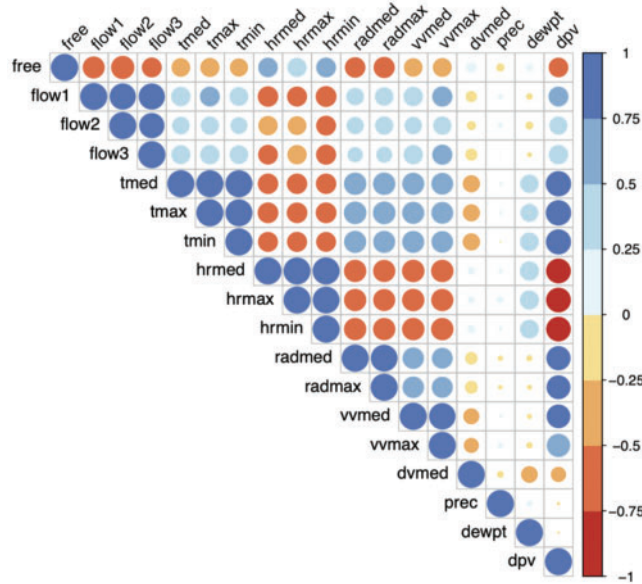 free flow1 flow2 flow3 tmed tmax tmin hrmed hrmax hrmin radmed radmax vvmed vvmax dvmed prec dewpt dpv
free
flow1
flow2
flow3
tmed
tmax
tmin
hrmed
hrmax
hrmin
radmed
radmax
vvmed
vvmax
dvmed
prec
dewpt
dpv
1
0.75
0.5
0.25
0
-0.25
-0.5
-0.75
-1